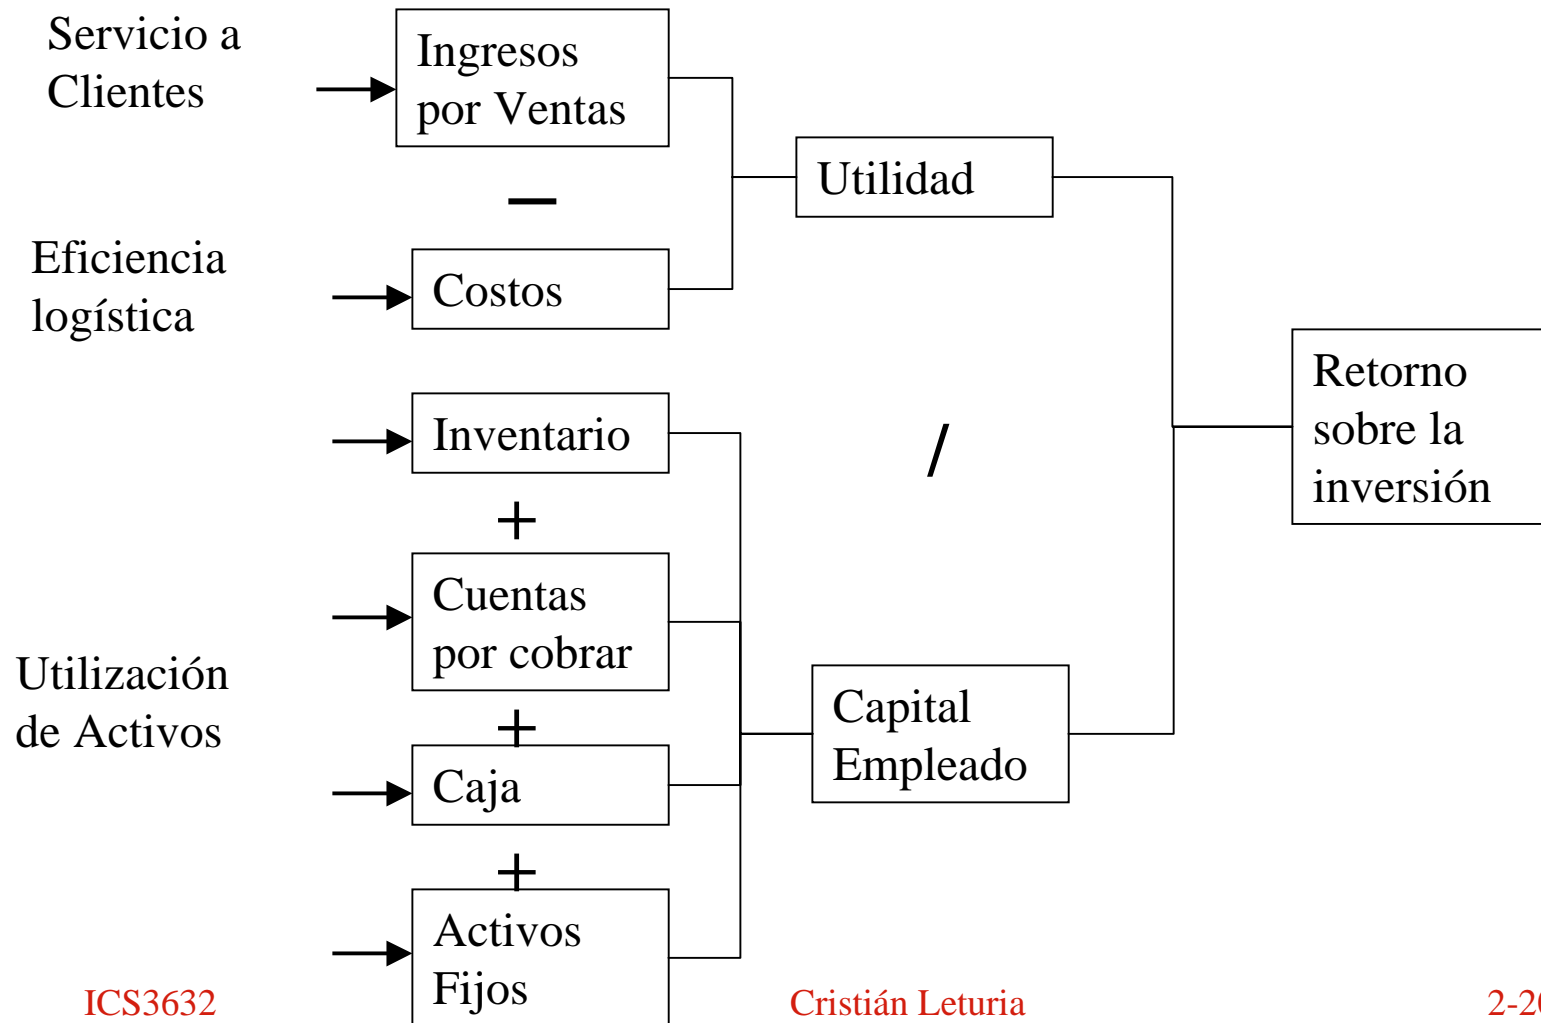 Servicio a
Clientes
Ingresos
por Ventas
Utilidad
–
Eficiencia
logística
Costos
Retorno
sobre la
inversión
Inventario
/
+
Cuentas
por cobrar
Utilización
de Activos
Capital
Empleado
+
Caja
+
Activos
Fijos
ICS3632
Cristián Leturia